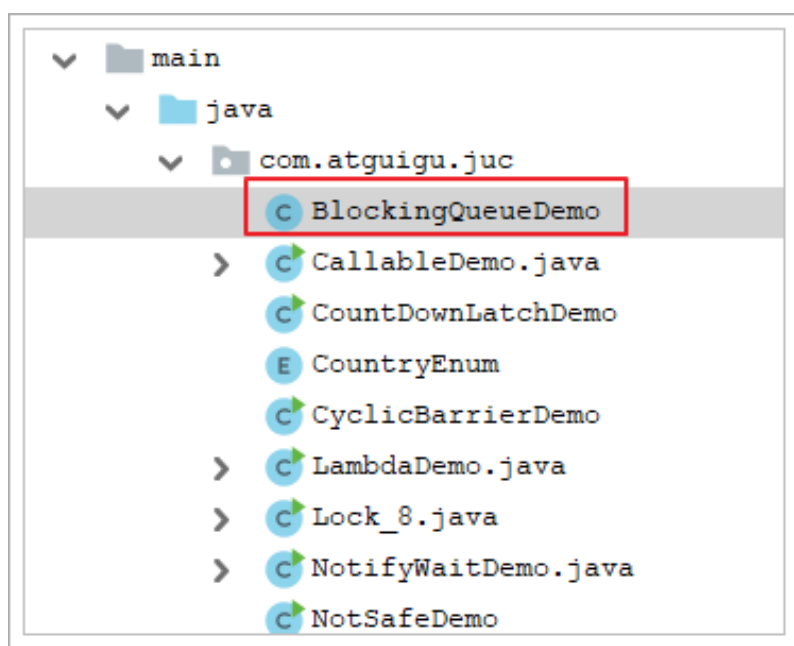 main
java
com.atguigu.juc
C BlockingQueueDemo
C CallableDemo.java
C CountDownLatchDemo
E CountryEnum
C CyclicBarrierDemo
C LambdaDemo.java
C Lock_8.java
C NotifyWaitDemo.java
C NotSafeDemo